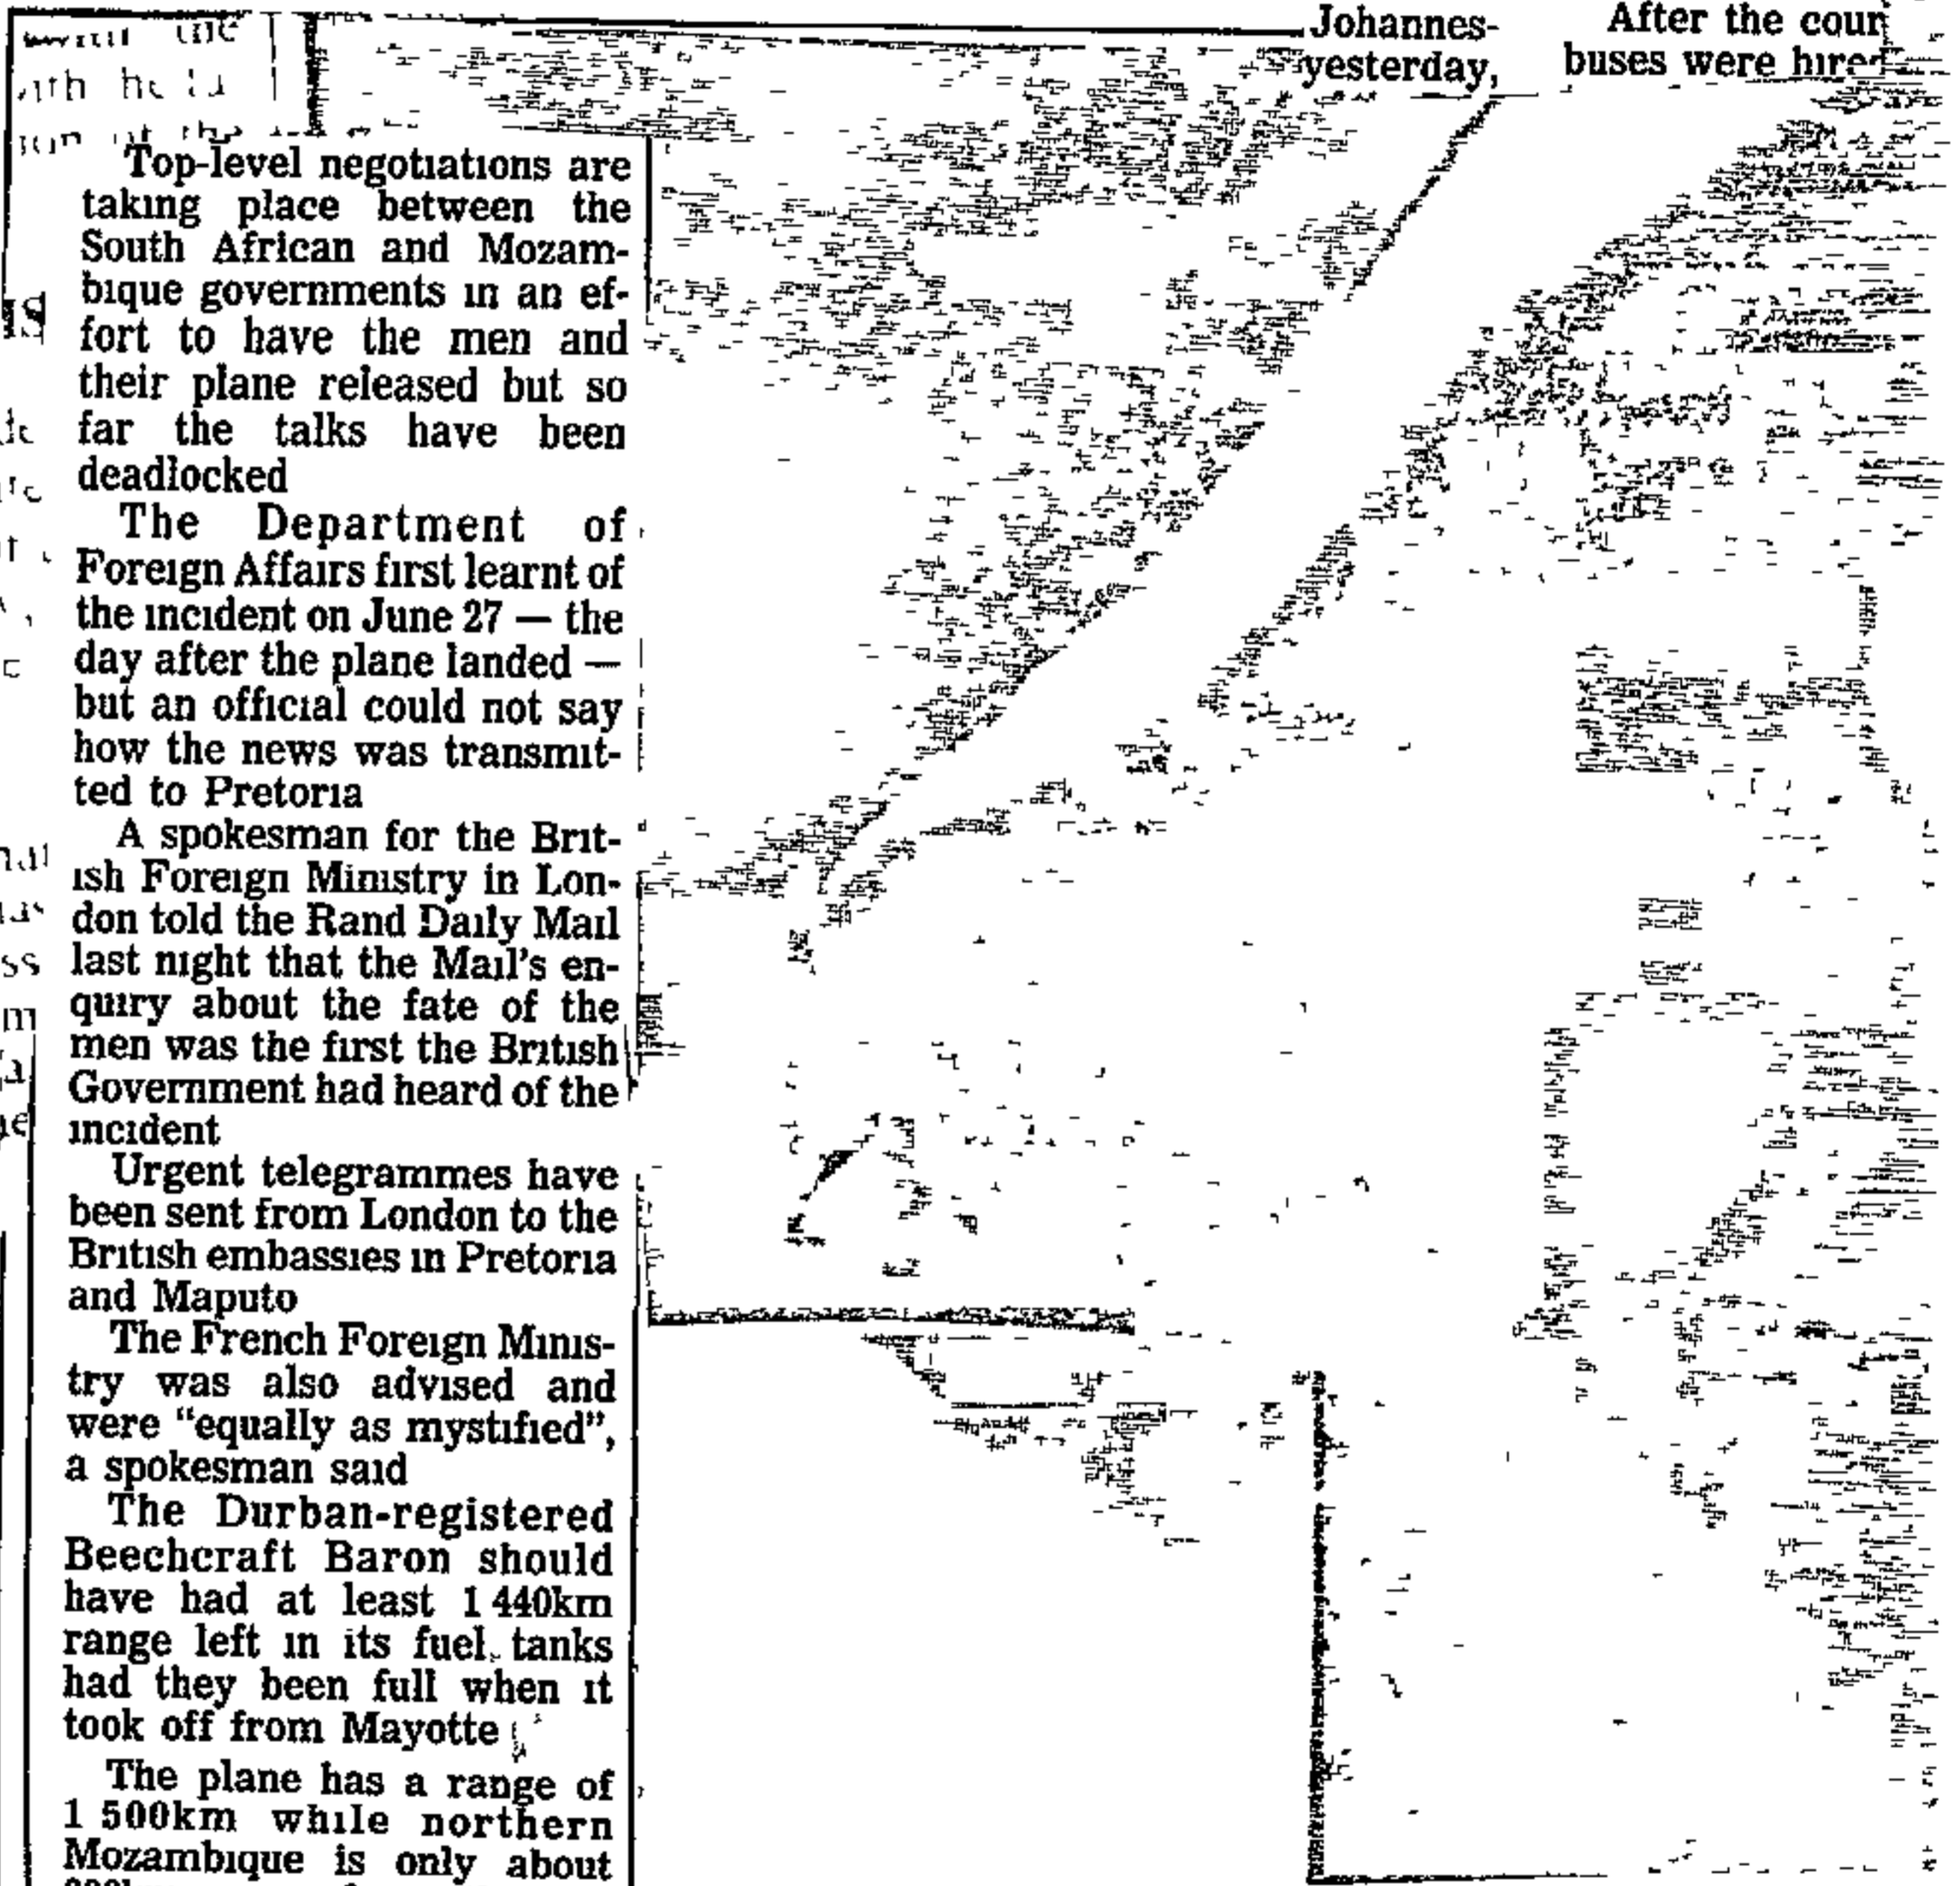 Johannes-
yesterday,
After the cour
buses were hired
Top-level negotiations are
taking place between the
South African and Mozam-
bique governments in an ef-
fort to have the men and
their plane released but so
far the talks have been
deadlocked
The Department of
Foreign Affairs first learnt of
the incident on June 27 — the
day after the plane landed —
but an official could not say
how the news was transmit-
ted to Pretoria
A spokesman for the Brit-
ish Foreign Ministry in Lon-
don told the Rand Daily Mail
last night that the Mail's en-
quiry about the fate of the
men was the first the British
Government had heard of the
incident
Urgent telegrammes have
been sent from London to the
British embassies in Pretoria
and Maputo
The French Foreign Minis-
try was also advised and
were "equally as mystified",
a spokesman said
The Durban-registered
Beechcraft Baron should
have had at least 1 440km
range left in its fuel tanks
had they been full when it
took off from Mayotte
The plane has a range of
1 500km while northern
Mozambique is only about